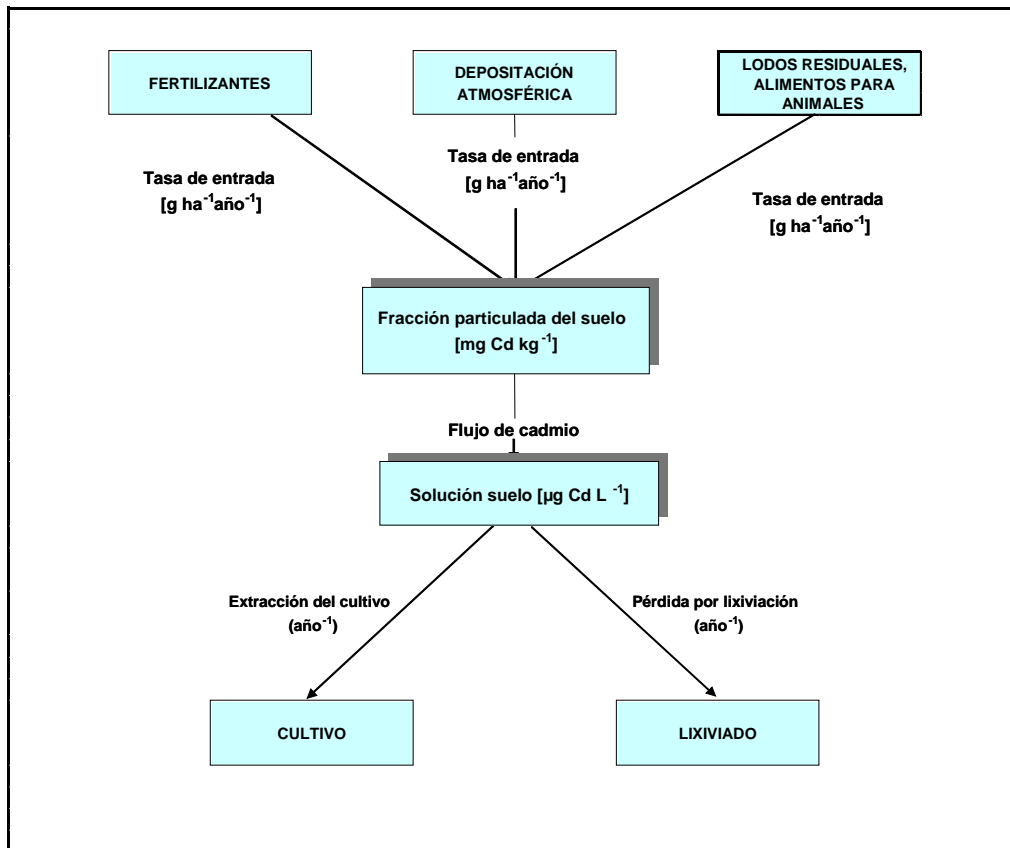 FERTILIZANTES
DEPOSITACIÓN
ATMOSFÉRICA
LODOS RESIDUALES,
ALIMENTOS PARA
ANIMALES
Tasa de entrada
[g ha⁻¹año⁻¹]
Tasa de entrada
[g ha⁻¹año⁻¹]
Tasa de entrada
[g ha⁻¹año⁻¹]
Fracción particulada del suelo
[mg Cd kg⁻¹]
Flujo de cadmio
Solución suelo [µg Cd L ⁻¹]
Extracción del cultivo
(año⁻¹)
Pérdida por lixiviación
(año⁻¹)
CULTIVO
LIXIVIADO